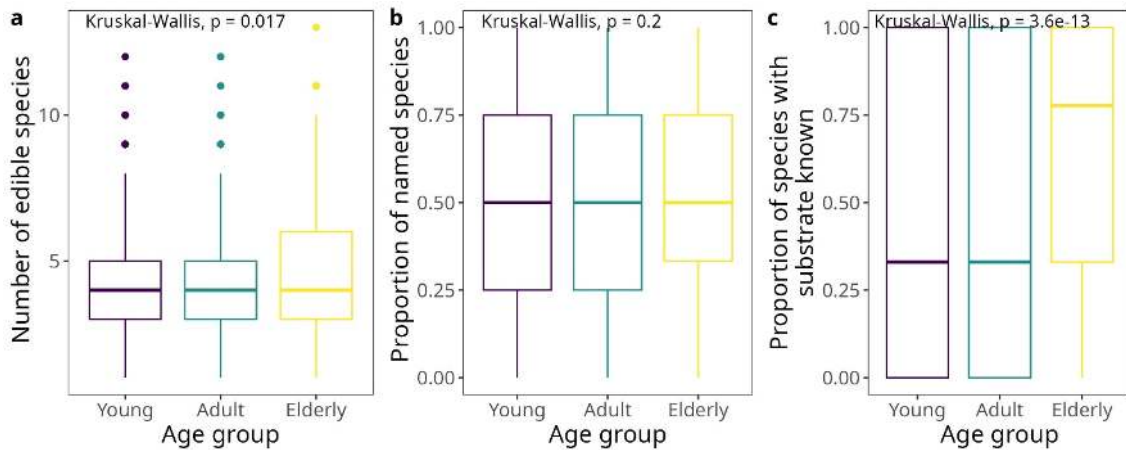 a
Kruskal-Wallis, p = 0.017
Number of edible species
10
5
Young Adult Elderly
Age group
b
Kruskal-Wallis, p = 0.2
Proportion of named species
1.00
0.75
0.50
0.25
0.00
Young Adult Elderly
Age group
c
Kruskal-Wallis, p = 3.6e-13
Proportion of species with
substrate known
1.00
0.75
0.50
0.25
0.00
Young Adult Elderly
Age group